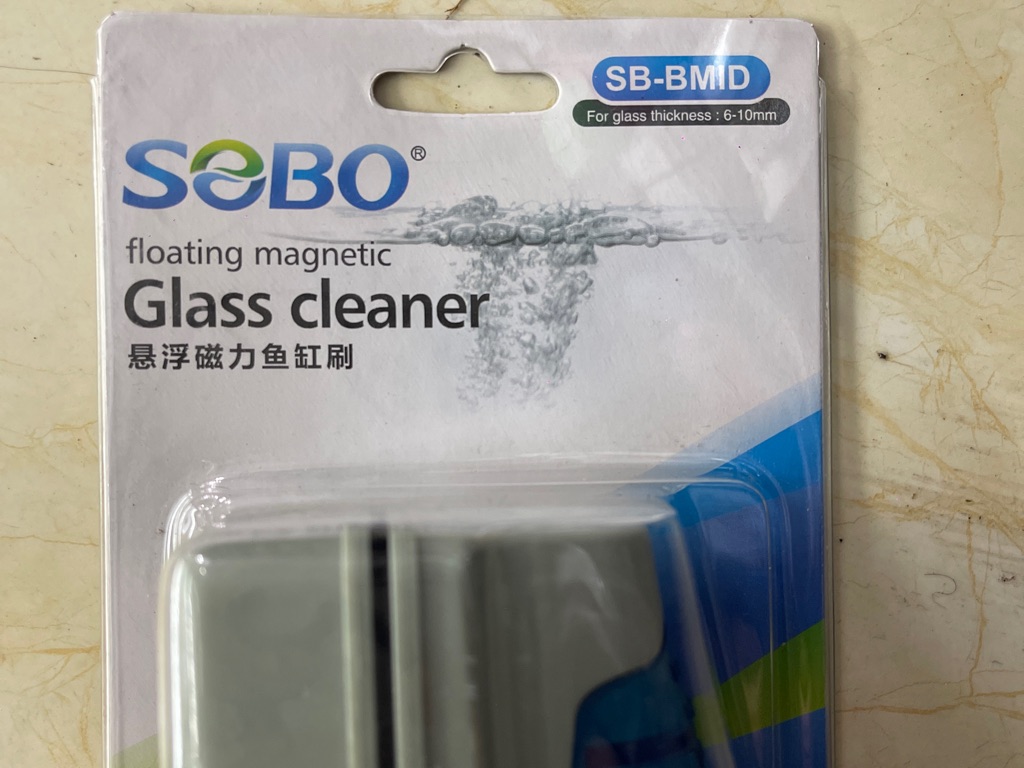 SB-BMID
For glass thickness : 6-10mm
SOBO®
floating magnetic
Glass cleaner
悬浮磁力鱼缸刷